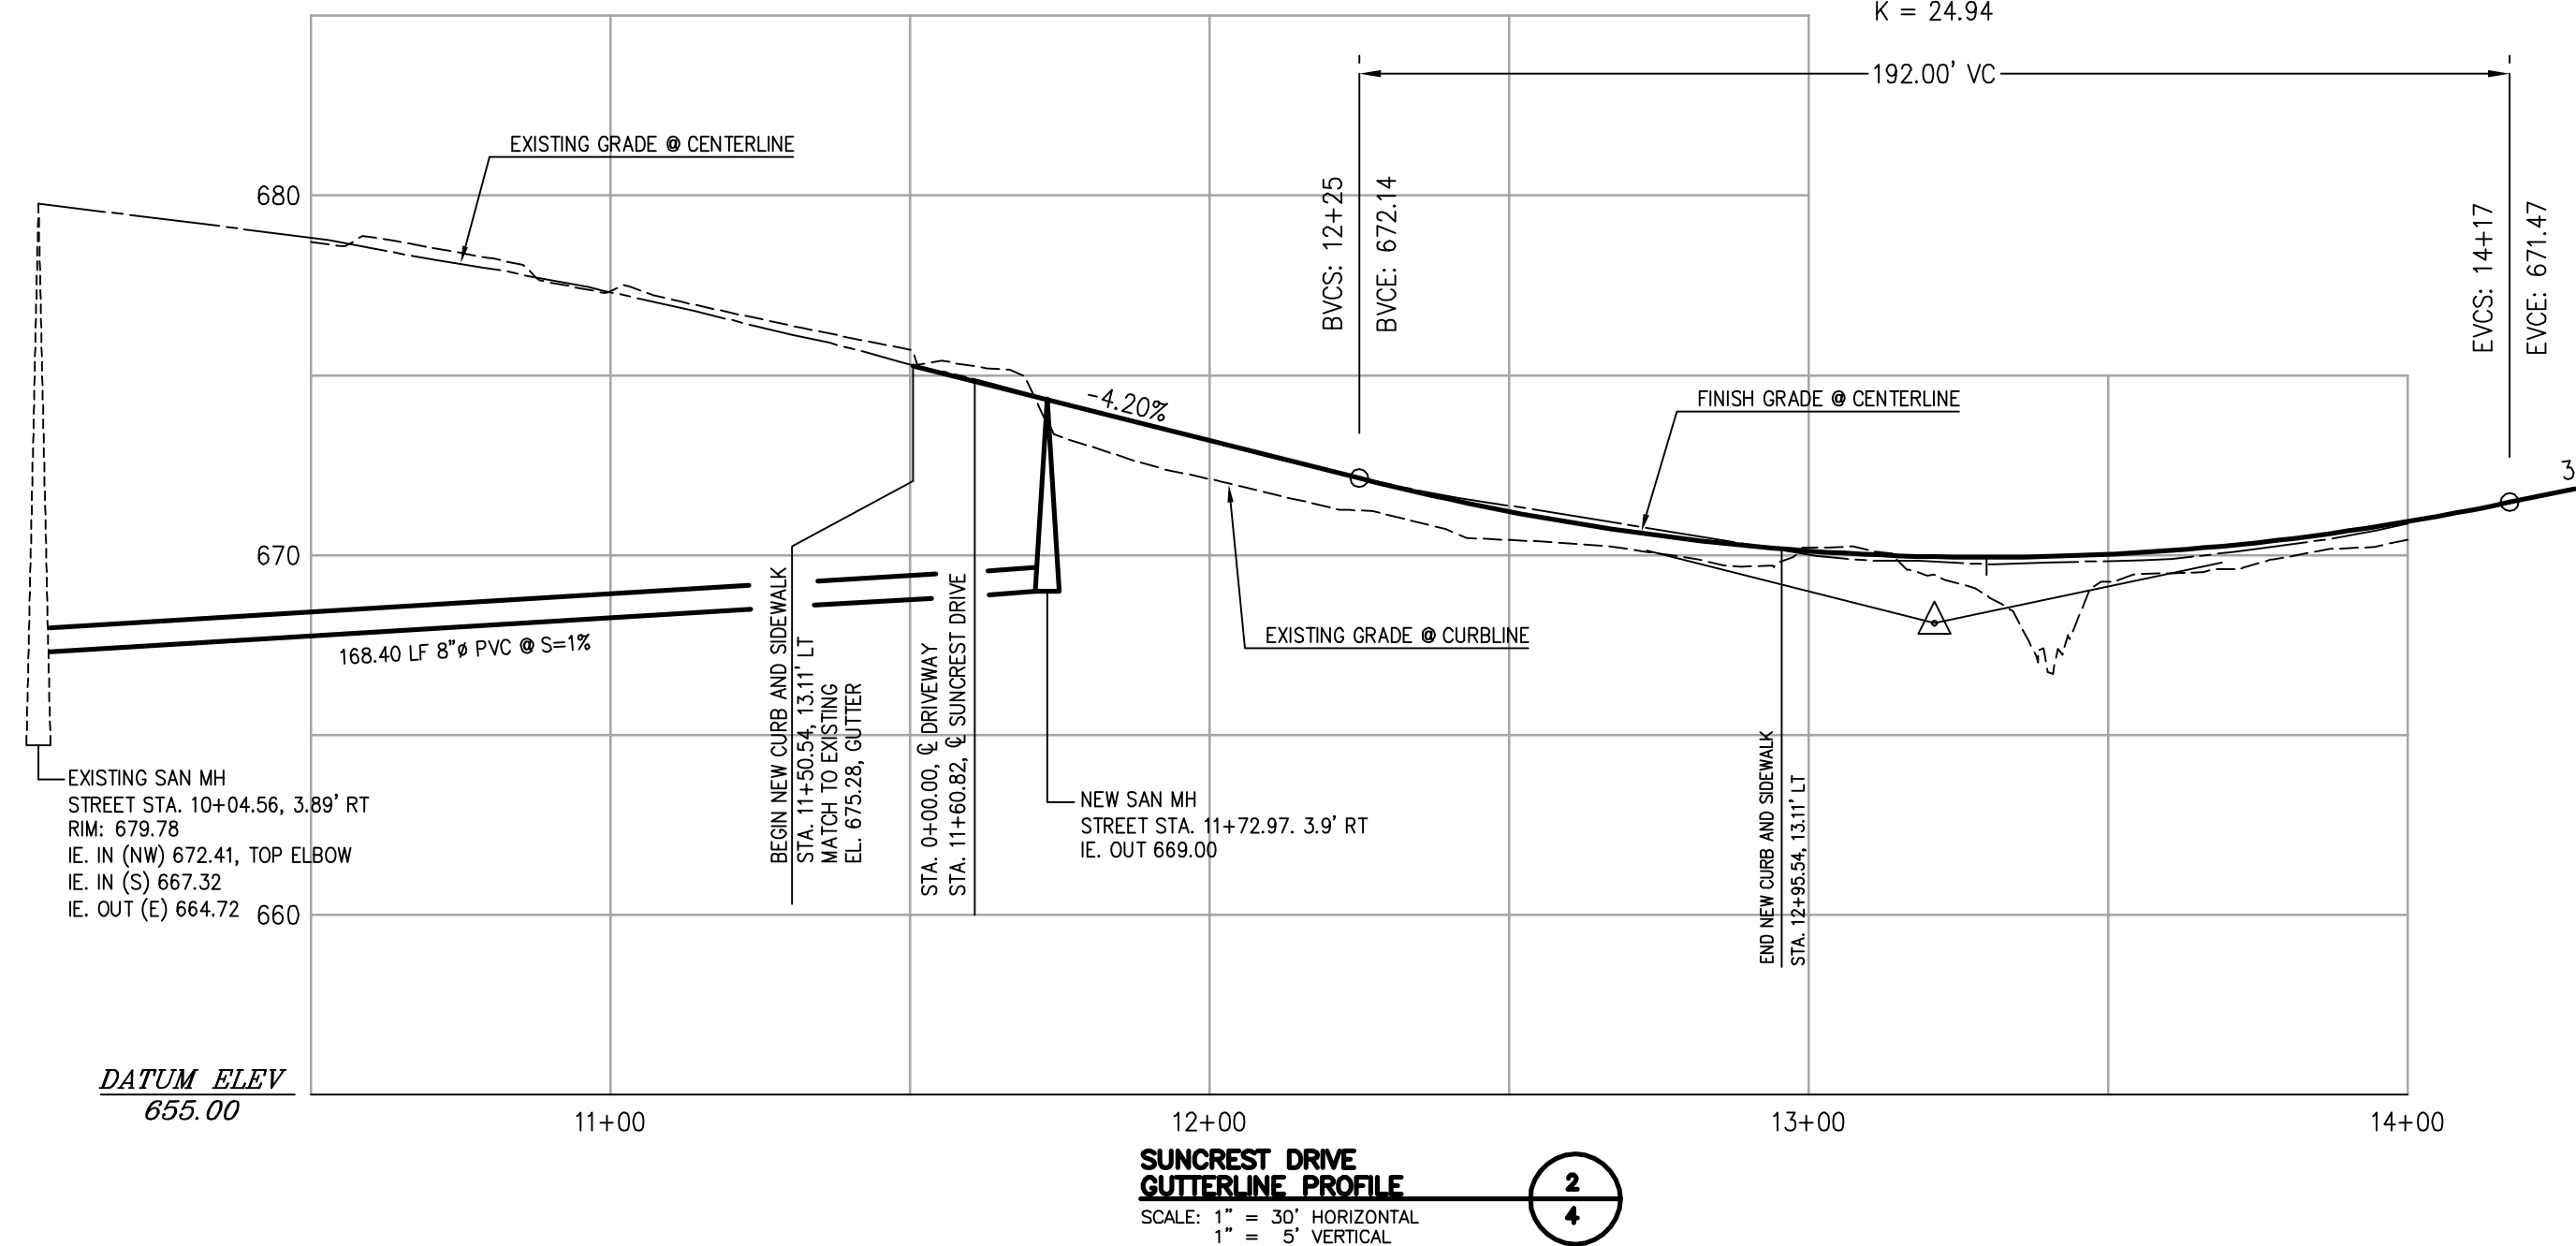 K = 24.94
192.00' VC
EXISTING GRADE @ CENTERLINE
680
BVCS: 12+25
BVCE: 672.14
EVCS: 14+17
EVCE: 671.47
-4.20%
FINISH GRADE @ CENTERLINE
3
670
EXISTING GRADE @ CURBLINE
168.40 LF 8"ø PVC @ S=1%
BEGIN NEW CURB AND SIDEWALK
STA. 11+50.54, 13.11' LT
MATCH TO EXISTING
EL. 675.28, GUTTER
STA. 0+00.00, ℄ DRIVEWAY
STA. 11+60.82, ℄ SUNCREST DRIVE
END NEW CURB AND SIDEWALK
STA. 12+95.54, 13.11' LT
EXISTING SAN MH
STREET STA. 10+04.56, 3.89' RT
RIM: 679.78
IE. IN (NW) 672.41, TOP ELBOW
IE. IN (S) 667.32
IE. OUT (E) 664.72
NEW SAN MH
STREET STA. 11+72.97. 3.9' RT
IE. OUT 669.00
660
DATUM ELEV
655.00
11+00
12+00
13+00
14+00
SUNCREST DRIVE
GUTTERLINE PROFILE
2
4
SCALE: 1" = 30' HORIZONTAL
1" = 5' VERTICAL